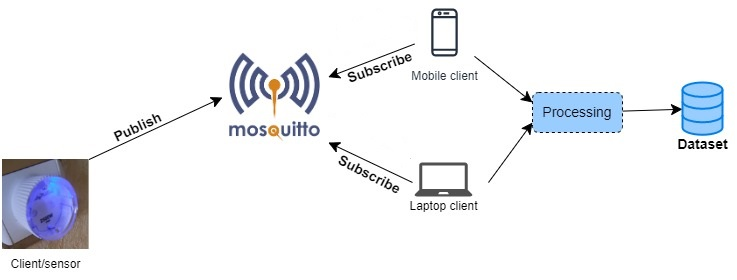 Subscribe
Mobile client
Publish
mosquitto
Processing
Dataset
Subscribe
Laptop client
Client/sensor